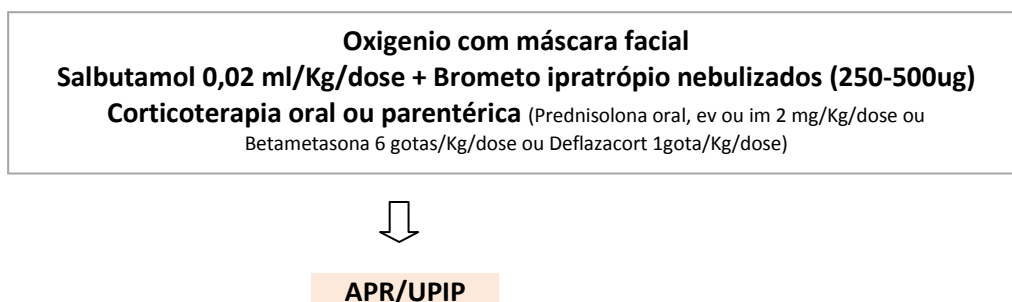 Oxigenio com máscara facial
Salbutamol 0,02 ml/Kg/dose + Brometo ipratrópio nebulizados (250-500ug)
Corticoterapia oral ou parentérica (Prednisolona oral, ev ou im 2 mg/Kg/dose ou
Betametasona 6 gotas/Kg/dose ou Deflazacort 1gota/Kg/dose)
APR/UPIP